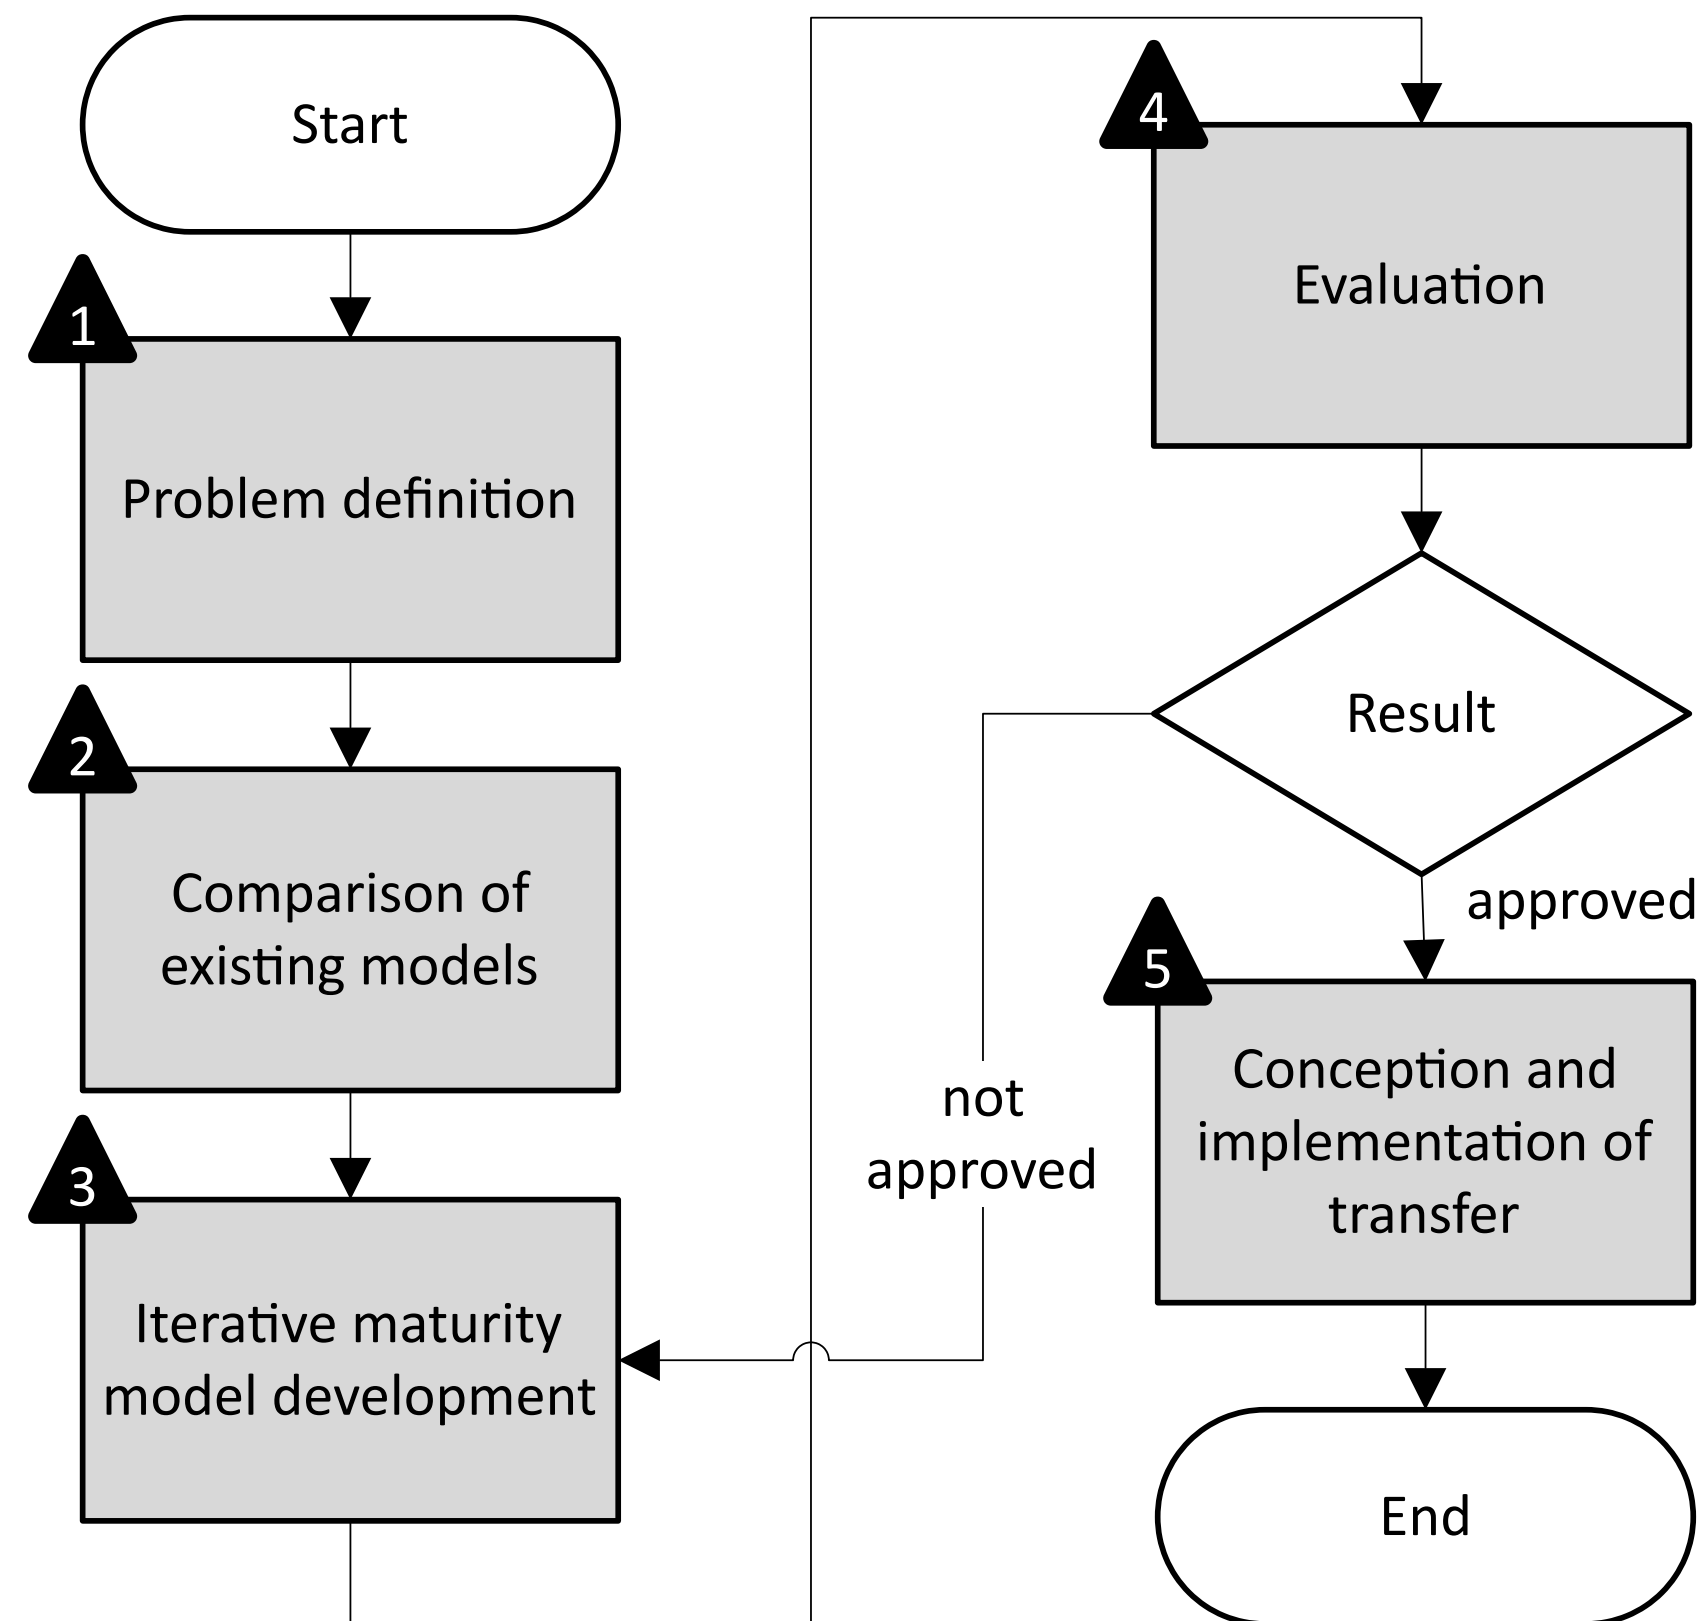 Start
1
Problem definition
2
Comparison of
existing models
3
Iterative maturity
model development
4
Evaluation
Result
approved
not
approved
5
Conception and
implementation of
transfer
End